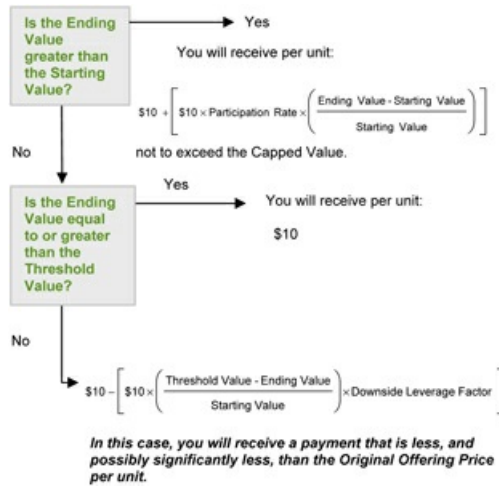 Is the Ending
Value
greater than
the Starting
Value?
Yes
You will receive per unit:
$10 + [ $10 × Participation Rate × ( Ending Value - Starting Value / Starting Value ) ]
not to exceed the Capped Value.
No
Is the Ending
Value equal
to or greater
than the
Threshold
Value?
Yes
You will receive per unit:
$10
No
$10 – [ $10 × ( Threshold Value - Ending Value / Starting Value ) × Downside Leverage Factor ]
In this case, you will receive a payment that is less, and
possibly significantly less, than the Original Offering Price
per unit.